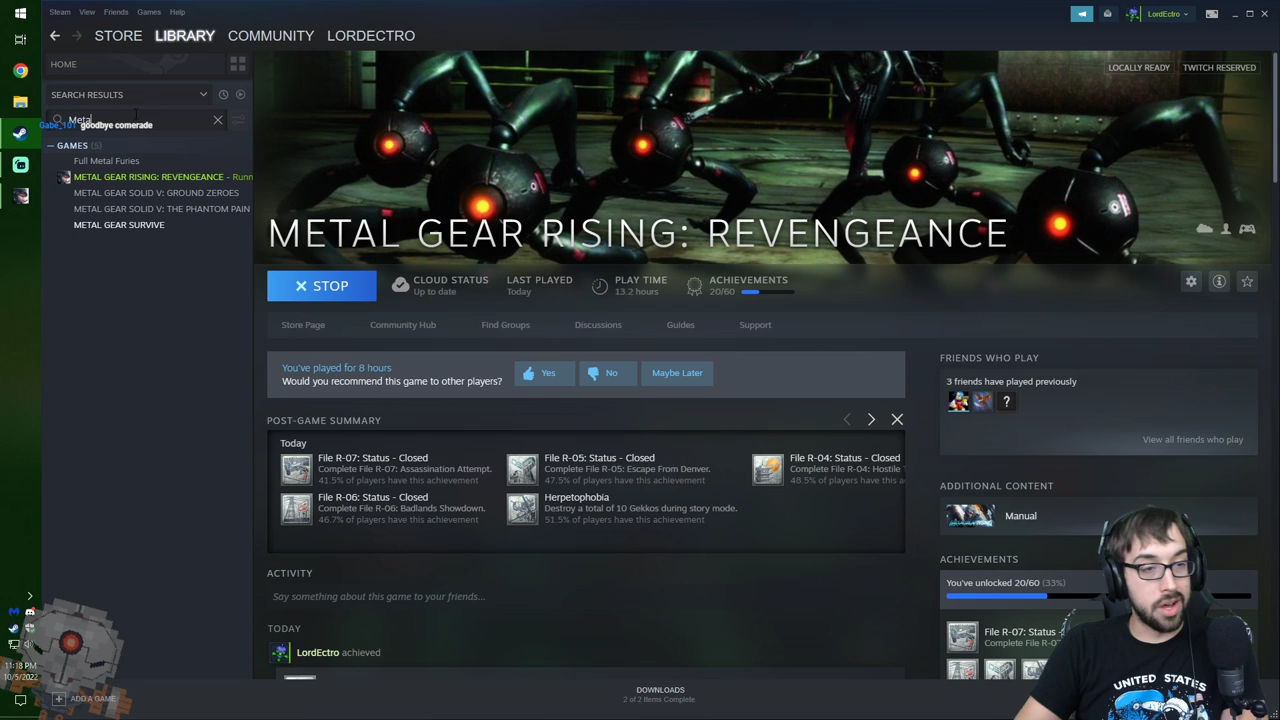 Steam View Friends Games Help
LordEctro
STORE LIBRARY COMMUNITY LORDECTRO
HOME
LOCALLY READY TWITCH RESERVED
SEARCH RESULTS
Meta
Gabe_101 goodbye comerade
GAMES (5)
Full Metal Furies
METAL GEAR RISING: REVENGEANCE - Runn
METAL GEAR SOLID V: GROUND ZEROES
METAL GEAR SOLID V: THE PHANTOM PAIN
METAL GEAR SURVIVE
METAL GEAR RISING: REVENGEANCE
STOP
CLOUD STATUS
Up to date
LAST PLAYED
Today
PLAY TIME
13.2 hours
ACHIEVEMENTS
20/60
Store Page Community Hub Find Groups Discussions Guides Support
You've played for 8 hours
Would you recommend this game to other players?
Yes No Maybe Later
POST-GAME SUMMARY
Today
File R-07: Status - Closed
Complete File R-07: Assassination Attempt.
41.5% of players have this achievement
File R-05: Status - Closed
Complete File R-05: Escape From Denver.
47.5% of players have this achievement
File R-04: Status - Closed
Complete File R-04: Hostile
48.5% of players have this a
File R-06: Status - Closed
Complete File R-06: Badlands Showdown.
46.7% of players have this achievement
Herpetophobia
Destroy a total of 10 Gekkos during story mode.
51.5% of players have this achievement
ACTIVITY
Say something about this game to your friends...
TODAY
LordEctro achieved
FRIENDS WHO PLAY
3 friends have played previously
?
View all friends who play
ADDITIONAL CONTENT
Manual
ACHIEVEMENTS
You've unlocked 20/60 (33%)
File R-07: Status -
Complete File R-0
UNITED STATES
11:18 PM
10/5/2022
ADD A GAME
DOWNLOADS
2 of 2 Items Complete